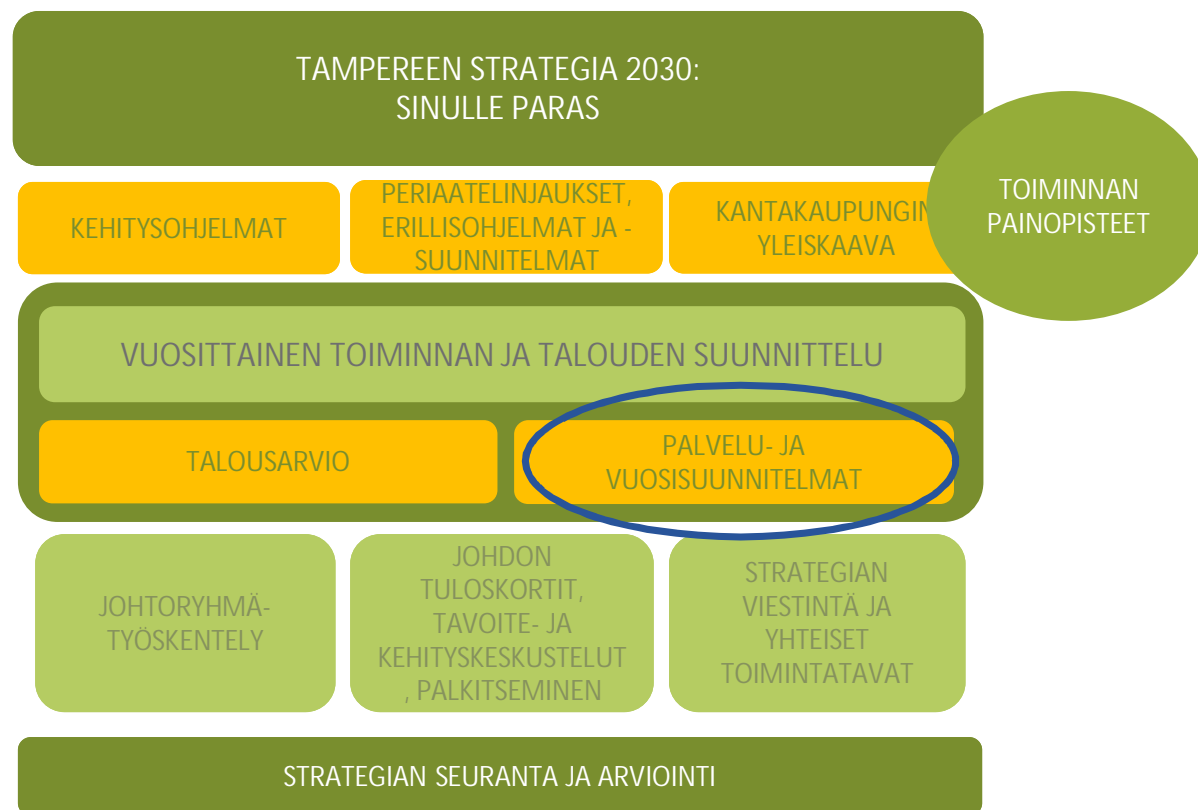 TAMPEREEN STRATEGIA 2030:
SINULLE PARAS
TOIMINNAN
PAINOPISTEET
KEHITYSOHJELMAT
PERIAATELINJAUKSET,
ERILLISOHJELMAT JA -
SUUNNITELMAT
KANTAKAUPUNGIN
YLEISKAAVA
VUOSITTAINEN TOIMINNAN JA TALOUDEN SUUNNITTELU
TALOUSARVIO
PALVELU- JA
VUOSISUUNNITELMAT
JOHTORYHMÄ-
TYÖSKENTELY
JOHDON
TULOSKORTIT,
TAVOITE- JA
KEHITYSKESKUSTELUT
, PALKITSEMINEN
STRATEGIAN
VIESTINTÄ JA
YHTEISET
TOIMINTATAVAT
STRATEGIAN SEURANTA JA ARVIOINTI